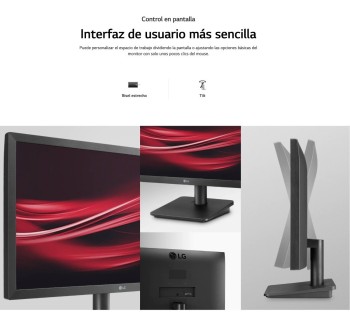 Control en pantalla
Interfaz de usuario más sencilla
Puede personalizar el espacio de trabajo dividiendo la pantalla o ajustando las opciones básicas del
monitor con solo unos pocos clics del mouse.
Bisel estrecho
Tilt
LG
LG
LG